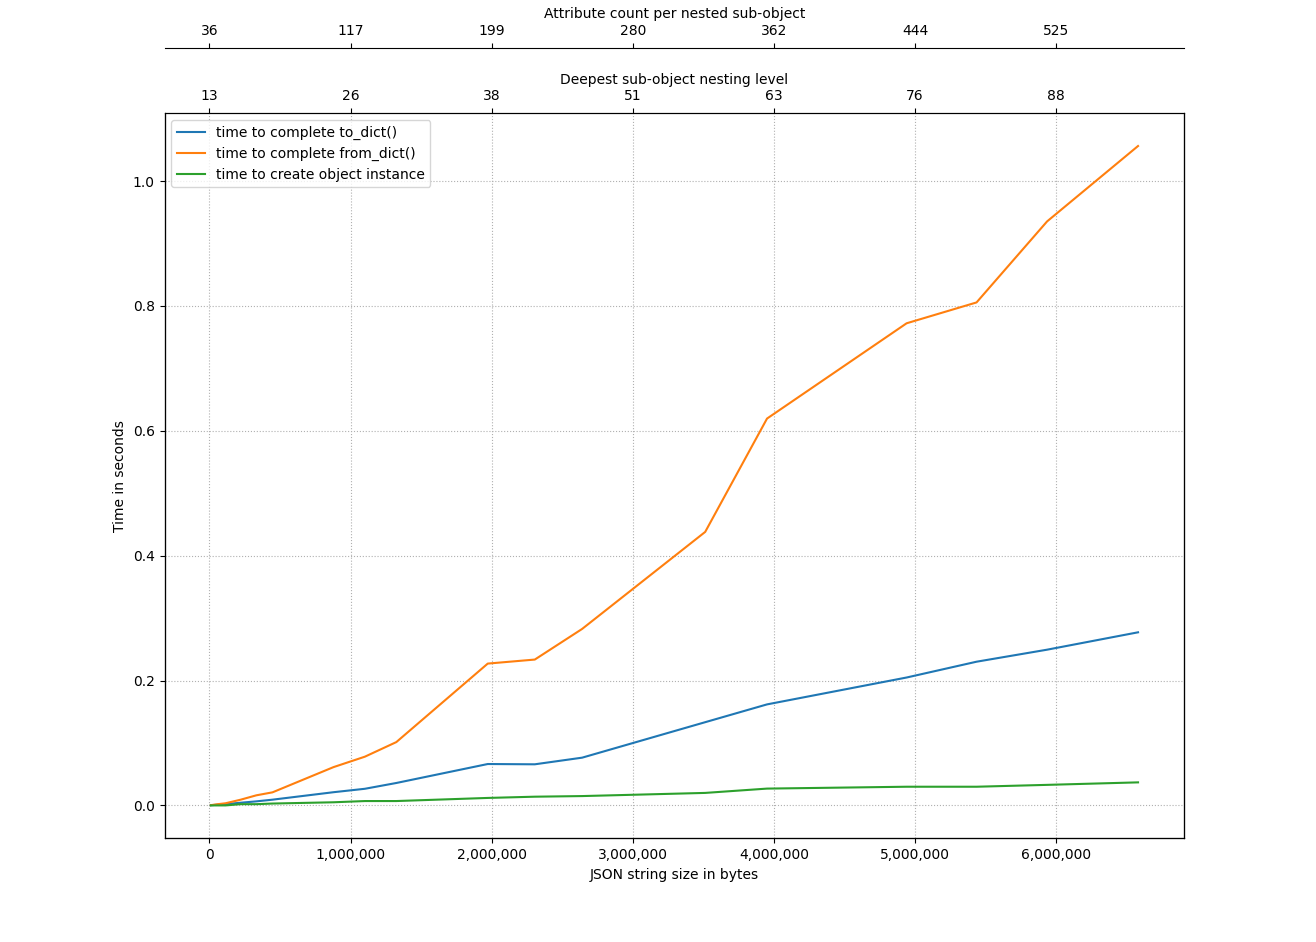 Attribute count per nested sub-object
36 117 199 280 362 444 525
Deepest sub-object nesting level
13 26 38 51 63 76 88
time to complete to_dict()
time to complete from_dict()
time to create object instance
1.0
0.8
0.6
0.4
0.2
0.0
Time in seconds
0 1,000,000 2,000,000 3,000,000 4,000,000 5,000,000 6,000,000
JSON string size in bytes